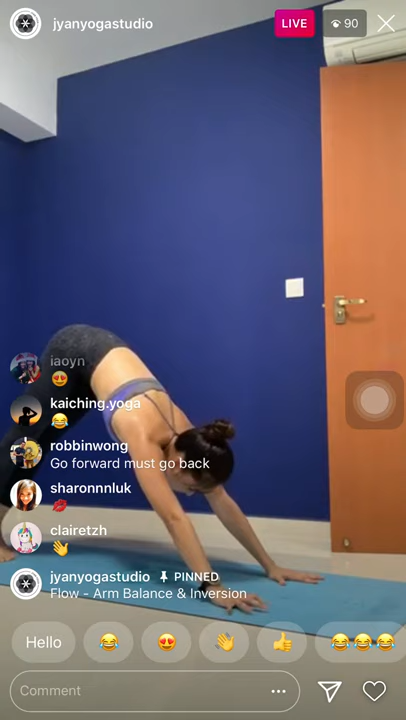 jyanyogastudio
LIVE
90
iaoyn
😍
kaiching.yoga
😂
robbinwong
Go forward must go back
sharonnnluk
💋
clairetzh
👋
jyanyogastudio PINNED
Flow - Arm Balance & Inversion
Hello 😂 😍 👋 👍 😂😂😂
Comment